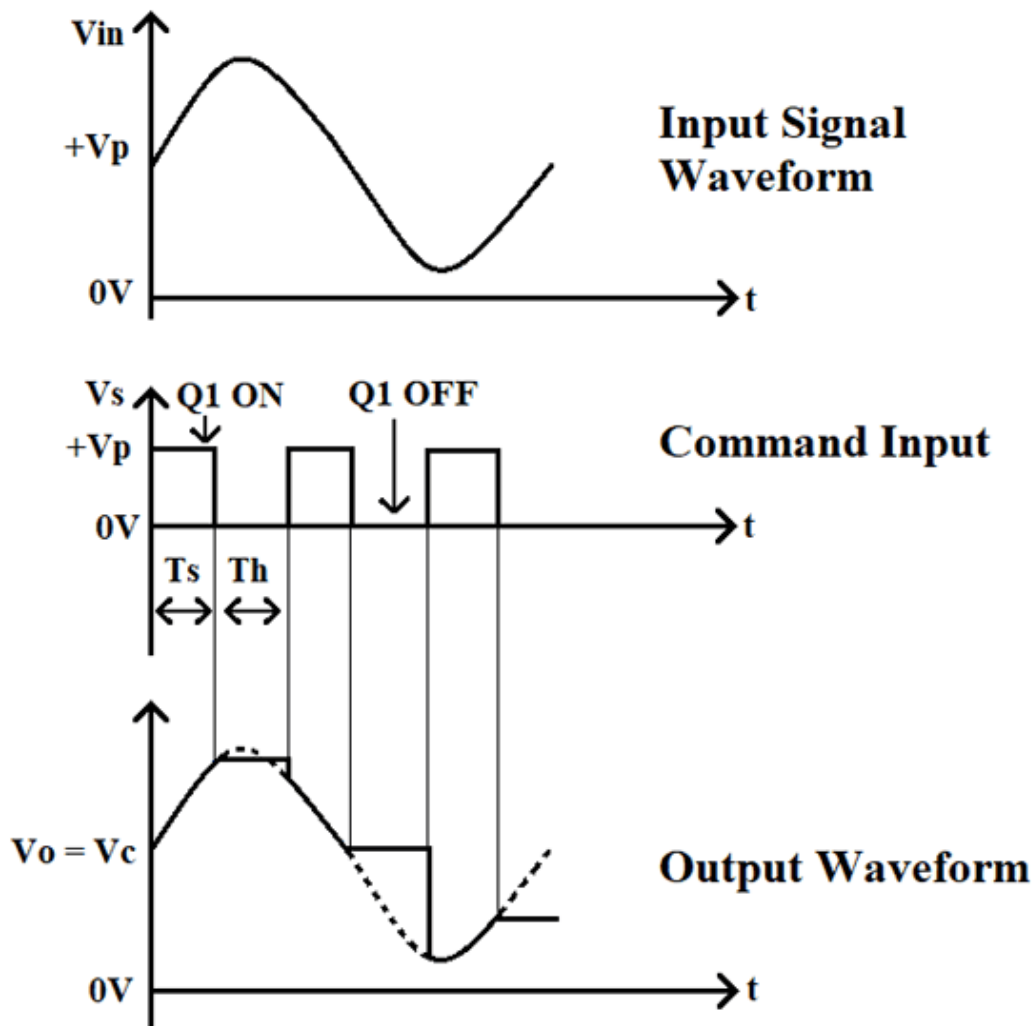 Vin
+Vp
0V
t
Input Signal
Waveform
Vs
Q1 ON
Q1 OFF
+Vp
0V
t
Command Input
Ts
Th
Vo = Vc
0V
t
Output Waveform